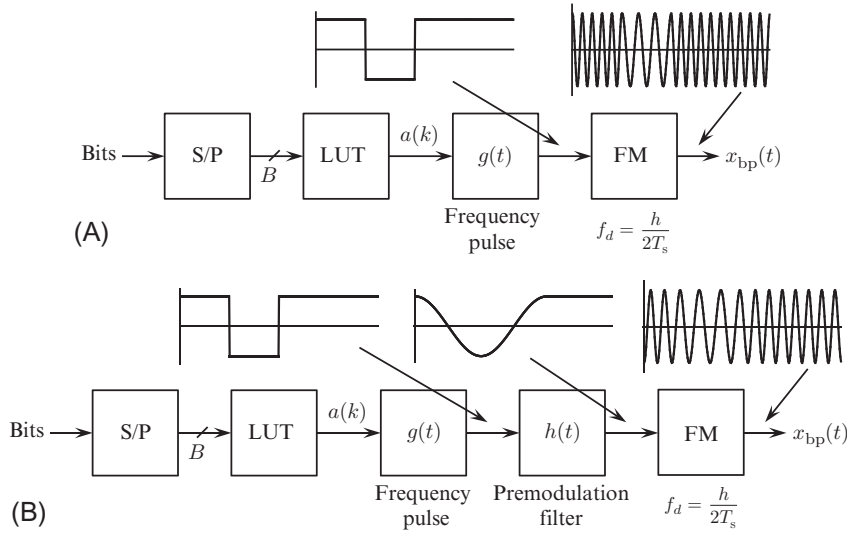 Bits
S/P
B
LUT
a(k)
g(t)
FM
x_bp(t)
Frequency
pulse
f_d = h/2T_s
(A)
Bits
S/P
B
LUT
a(k)
g(t)
h(t)
FM
x_bp(t)
Frequency
pulse
Premodulation
filter
f_d = h/2T_s
(B)